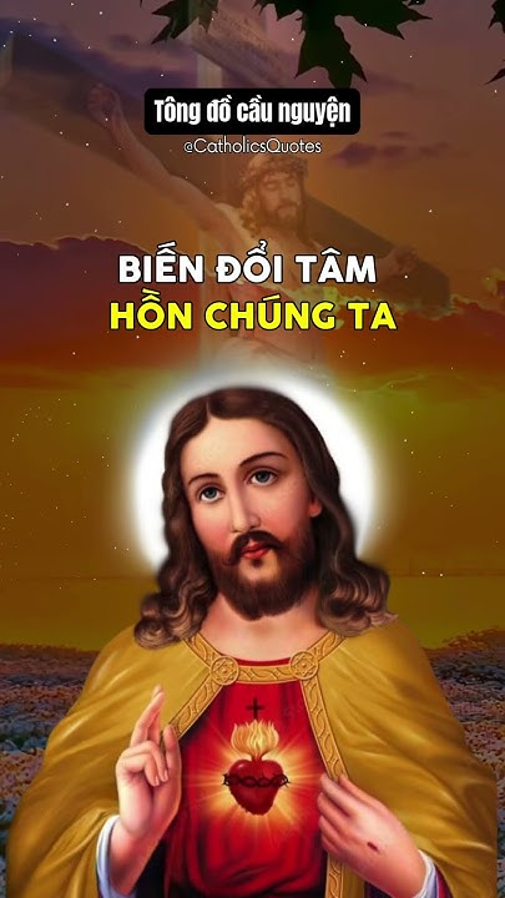 Tông đồ cầu nguyện
@CatholicsQuotes
BIẾN ĐỔI TÂM
HỒN CHÚNG TA